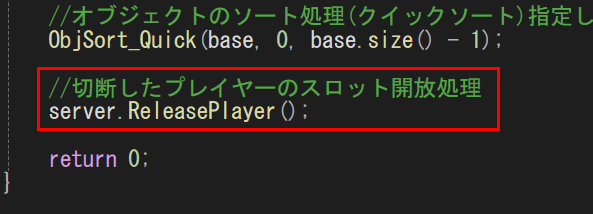 //オブジェクトのソート処理(クイックソート)指定し
ObjSort_Quick(base, 0, base.size() - 1);
//切断したプレイヤーのスロット開放処理
server.ReleasePlayer();
return 0;
}